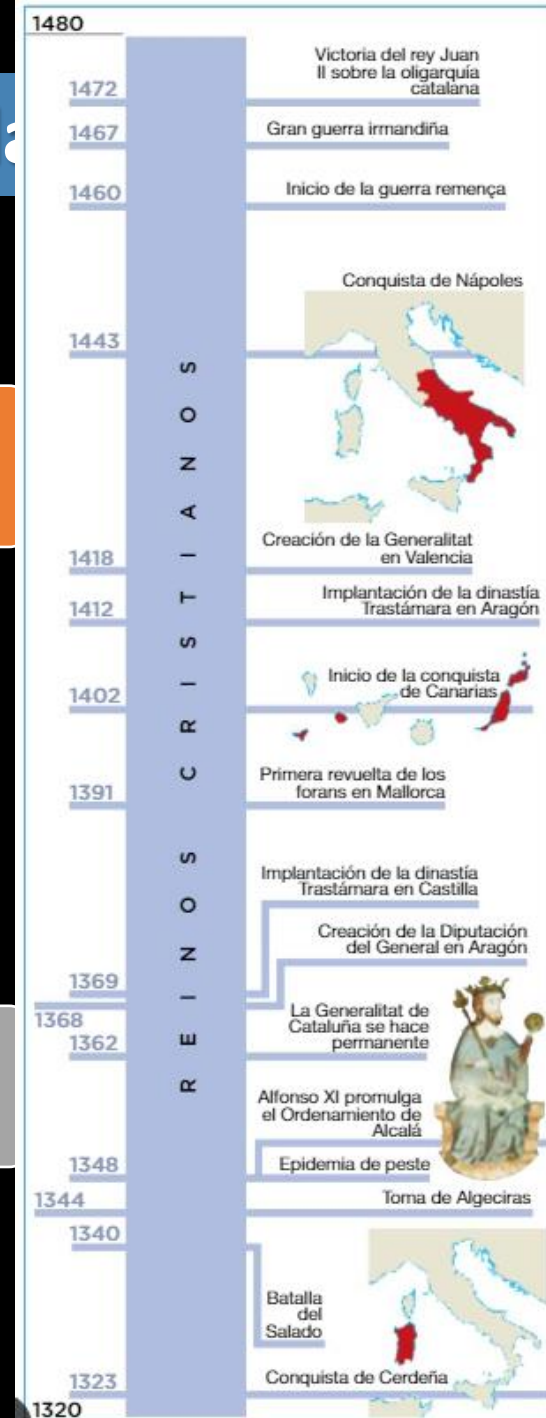 1480
Victoria del rey Juan
II sobre la oligarquía
catalana
1472
1467
Gran guerra irmandiña
1460
Inicio de la guerra remença
Conquista de Nápoles
1443
Creación de la Generalitat
en Valencia
1418
Implantación de la dinastía
Trastámara en Aragón
1412
Inicio de la conquista
de Canarias
1402
Primera revuelta de los
forans en Mallorca
1391
Implantación de la dinastía
Trastámara en Castilla
1369
Creación de la Diputación
del General en Aragón
1368
La Generalitat de
Cataluña se hace
permanente
1362
Alfonso XI promulga
el Ordenamiento de
Alcalá
1348
Epidemia de peste
1344
Toma de Algeciras
1340
Batalla
del
Salado
1323
Conquista de Cerdeña
1320
REINOS CRISTIANOS